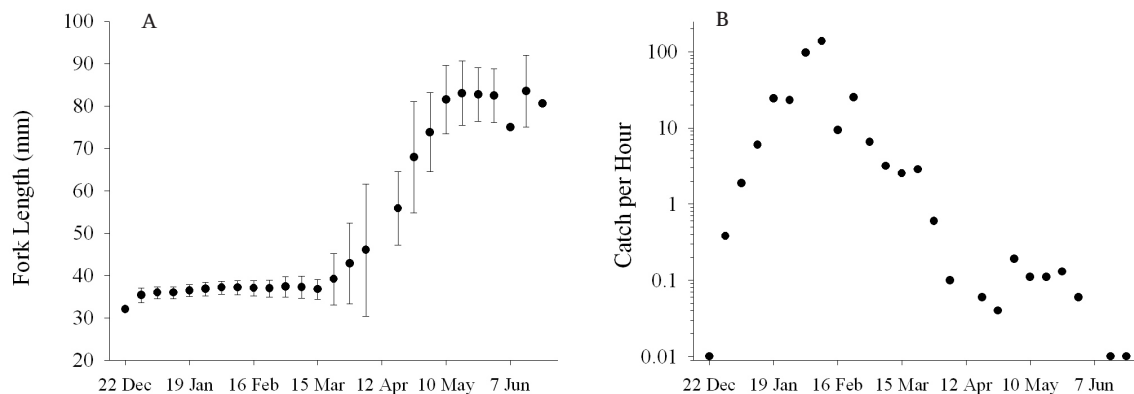 A
Fork Length (mm)
100
80
70
60
50
40
30
20
22 Dec 19 Jan 16 Feb 15 Mar 12 Apr 10 May 7 Jun
B
Catch per Hour
100
10
1
0.1
0.01
22 Dec 19 Jan 16 Feb 15 Mar 12 Apr 10 May 7 Jun